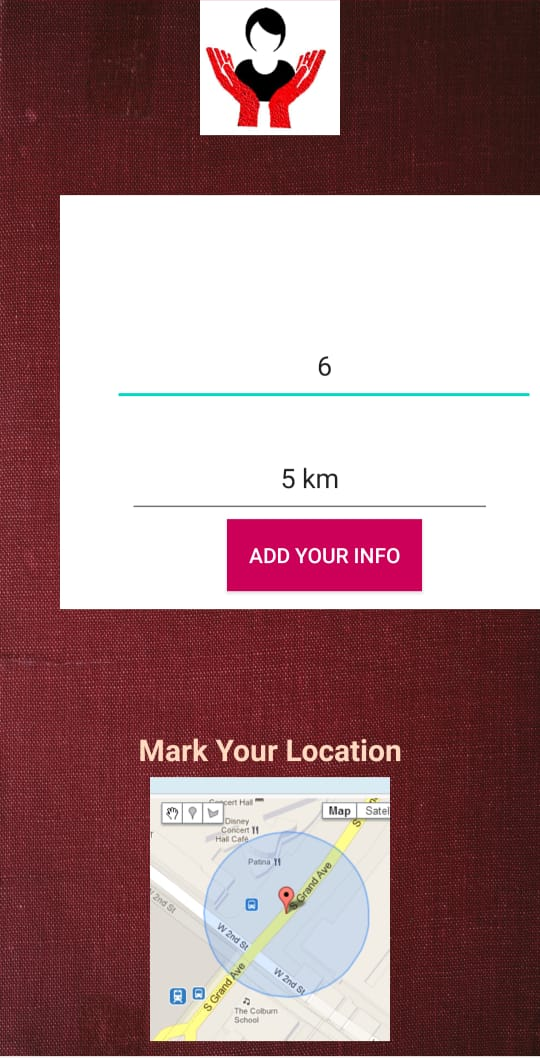 6
5 km
ADD YOUR INFO
Mark Your Location
Concert Hall
Map
Disney
Concert
Hall Café
Patina
S Grand Ave
W 2nd St
W 2nd St
S Grand Ave
The Colburn
School